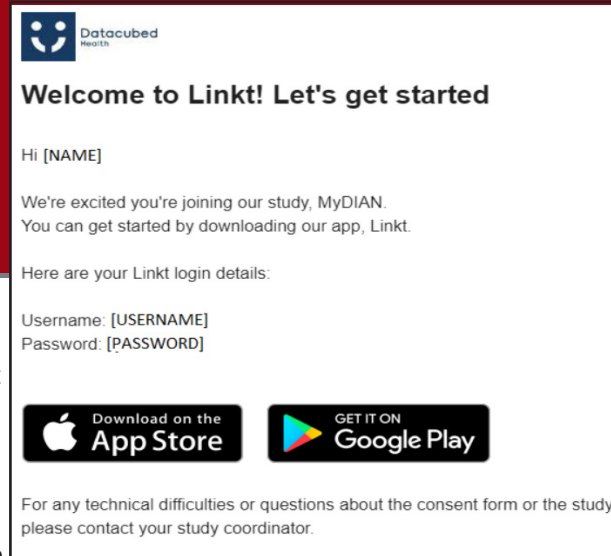 Datacubed
Health
Welcome to Linkt! Let's get started
Hi [NAME]
We're excited you're joining our study, MyDIAN.
You can get started by downloading our app, Linkt.
Here are your Linkt login details:
Username: [USERNAME]
Password: [PASSWORD]
Download on the
App Store
GET IT ON
Google Play
For any technical difficulties or questions about the consent form or the study
please contact your study coordinator.